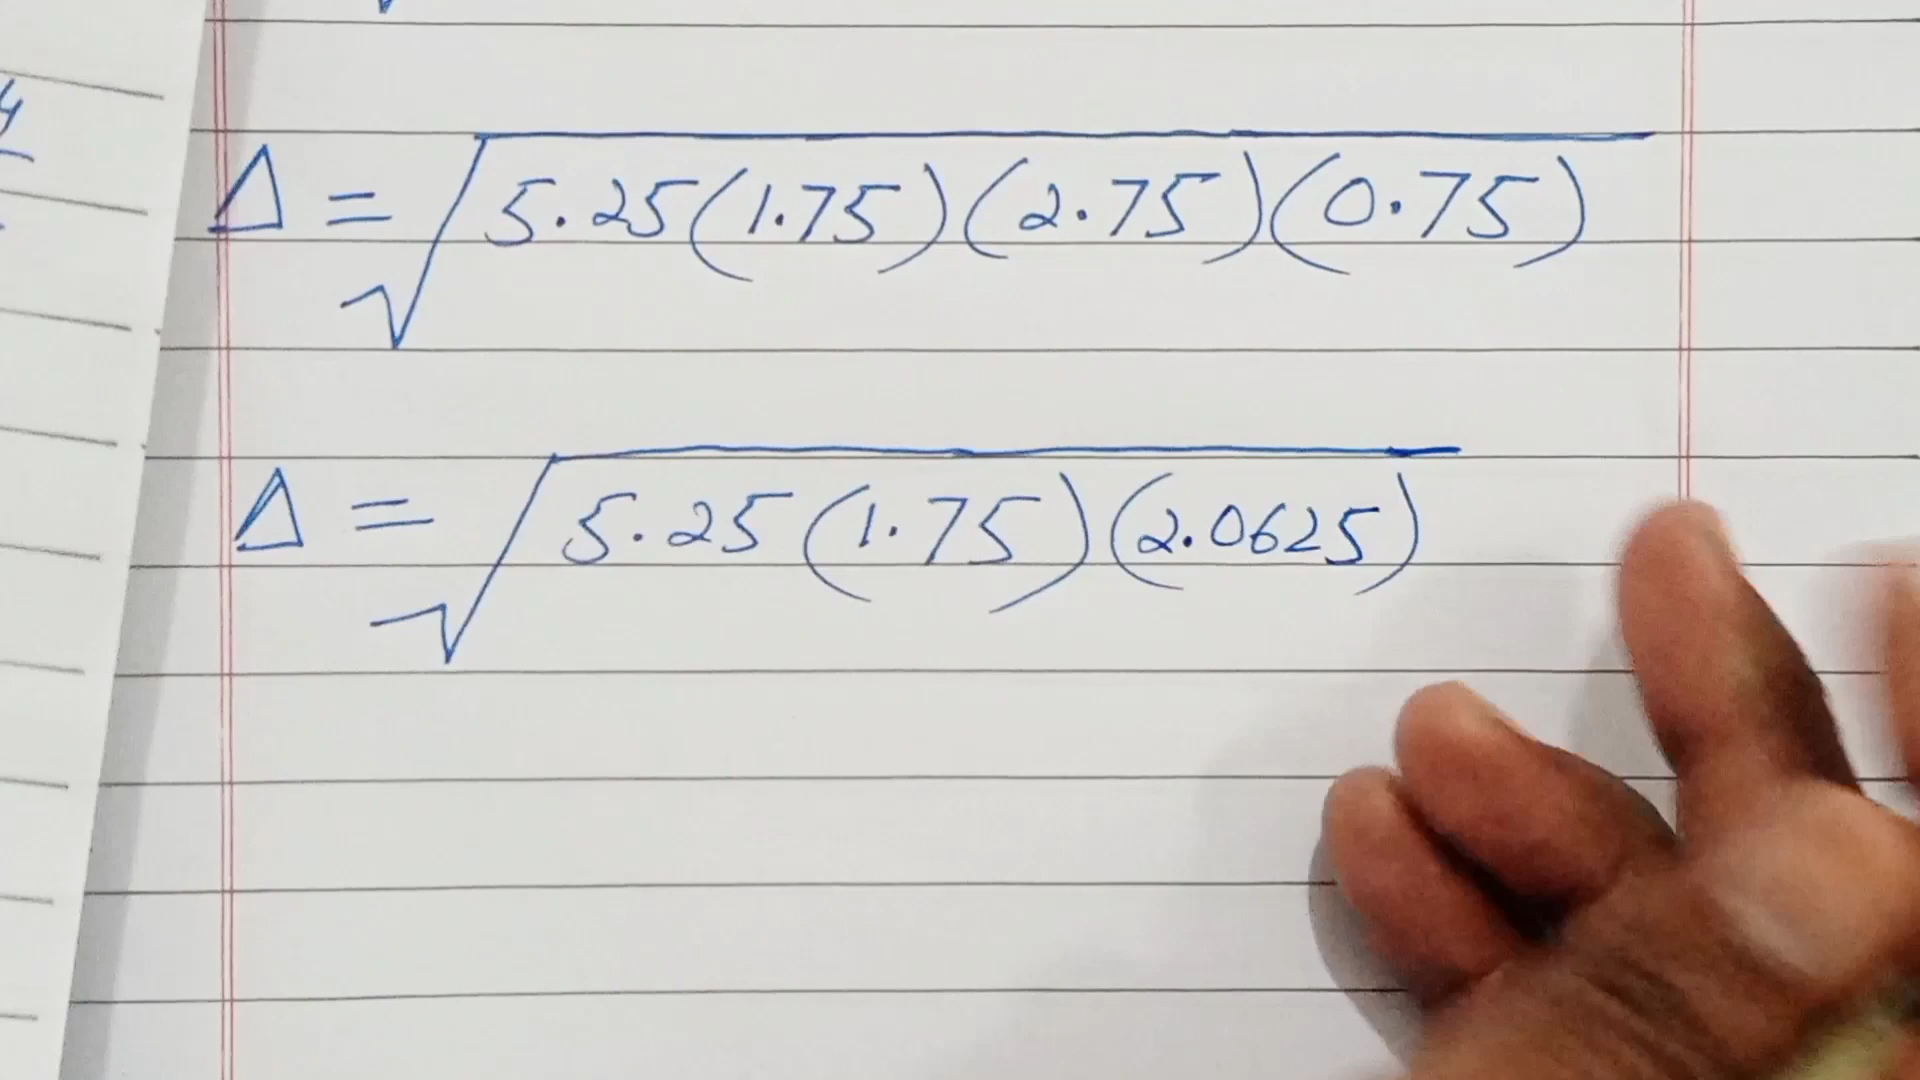 Δ = √5.25(1.75)(2.75)(0.75)
Δ = √5.25(1.75)(2.0625)